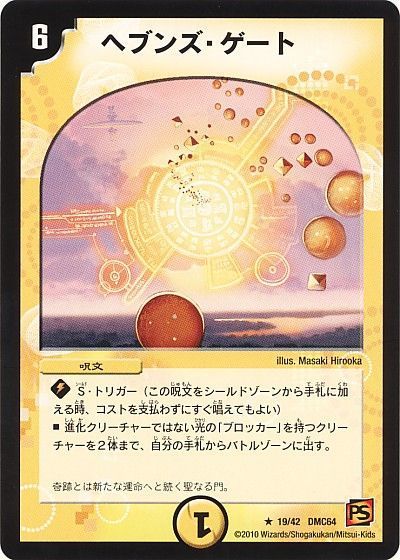 6
ヘブンズ・ゲート
illus. Masaki Hirooka
呪文
S・トリガー（この呪文をシールドゾーンから手札に加
える時、コストを支払わずにすぐ唱えてもよい）
■ 進化クリーチャーではない光の「ブロッカー」を持つクリ
ーチャーを２体まで、自分の手札からバトルゾーンに出す。
奇跡とは新たな運命へと続く聖なる門。
1
★ 19/42 DMC64
PS
©2010 Wizards/Shogakukan/Mitsui-Kids